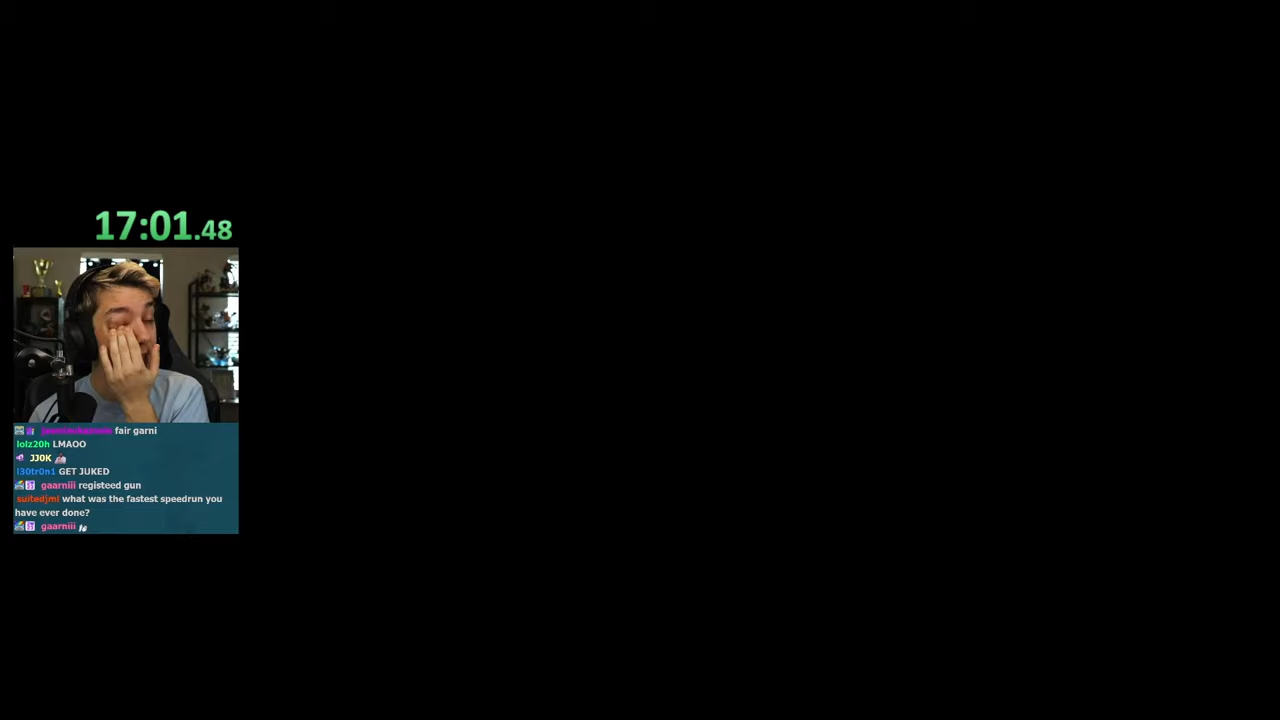 17:01.48
fair garni
lolz20h LMAOO
JJ0K
l30tr0n1 GET JUKED
gaarniii registeed gun
suitedjml what was the fastest speedrun you
have ever done?
gaarniii